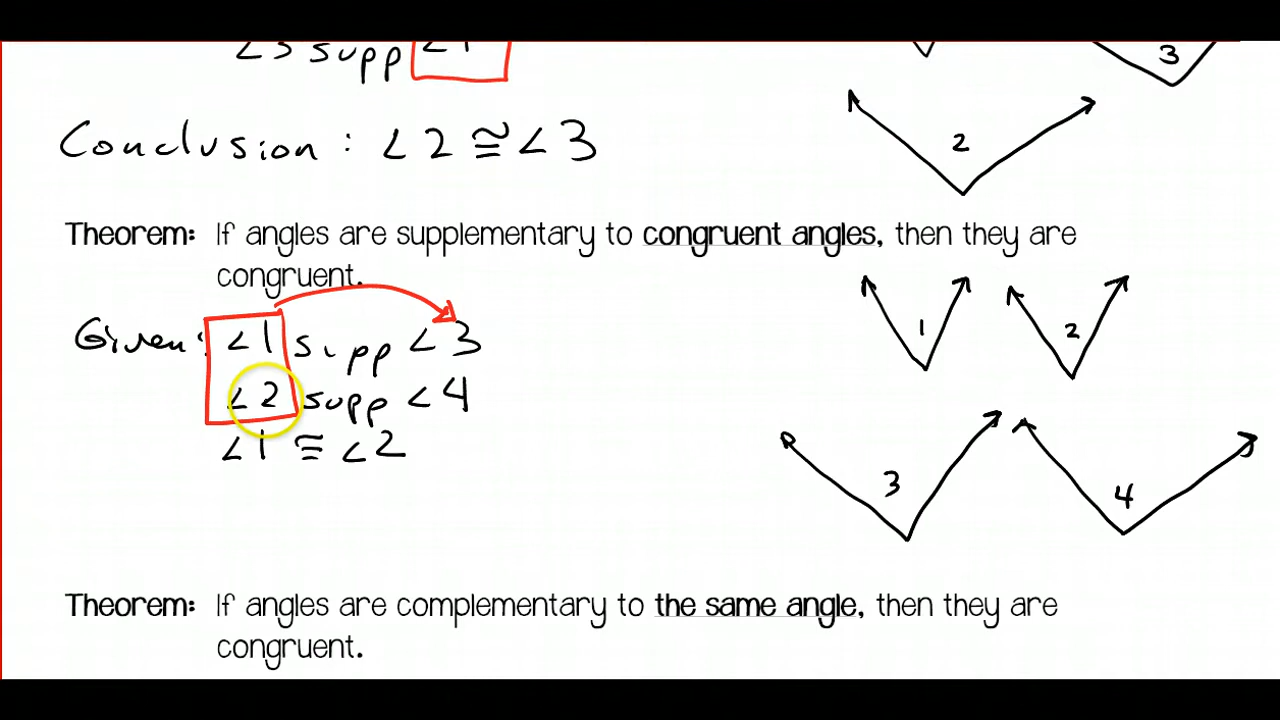 <3 supp <1
3
Conclusion : <2 ≅ <3
2
Theorem: If angles are supplementary to congruent angles, then they are
congruent.
Given: <1 supp <3
<2 supp <4
<1 ≅ <2
1 2
3 4
Theorem: If angles are complementary to the same angle, then they are
congruent.